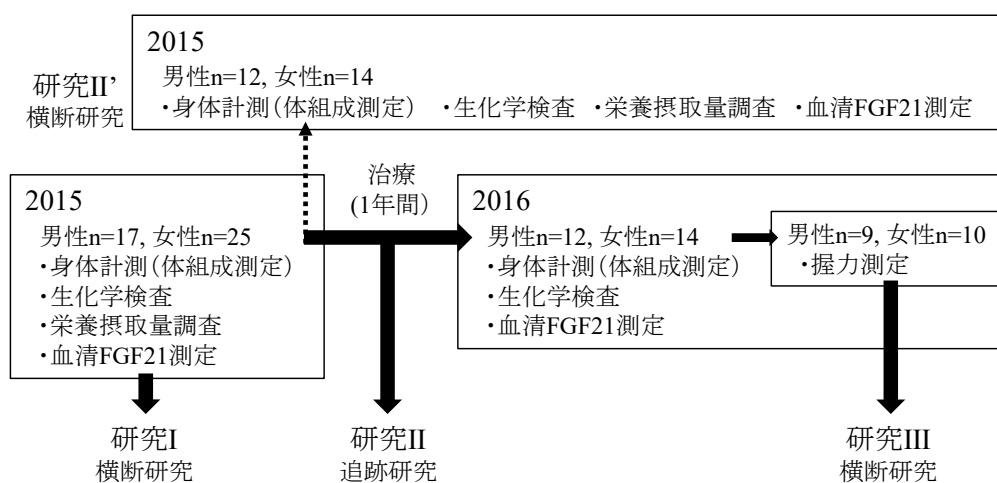 2015
男性n=12, 女性n=14
・身体計測(体組成測定) ・生化学検査 ・栄養摂取量調査 ・血清FGF21測定
研究II’
横断研究
治療
(1年間)
2015
男性n=17, 女性n=25
・身体計測(体組成測定)
・生化学検査
・栄養摂取量調査
・血清FGF21測定
2016
男性n=12, 女性n=14
・身体計測(体組成測定)
・生化学検査
・血清FGF21測定
男性n=9, 女性n=10
・握力測定
研究I
横断研究
研究II
追跡研究
研究III
横断研究